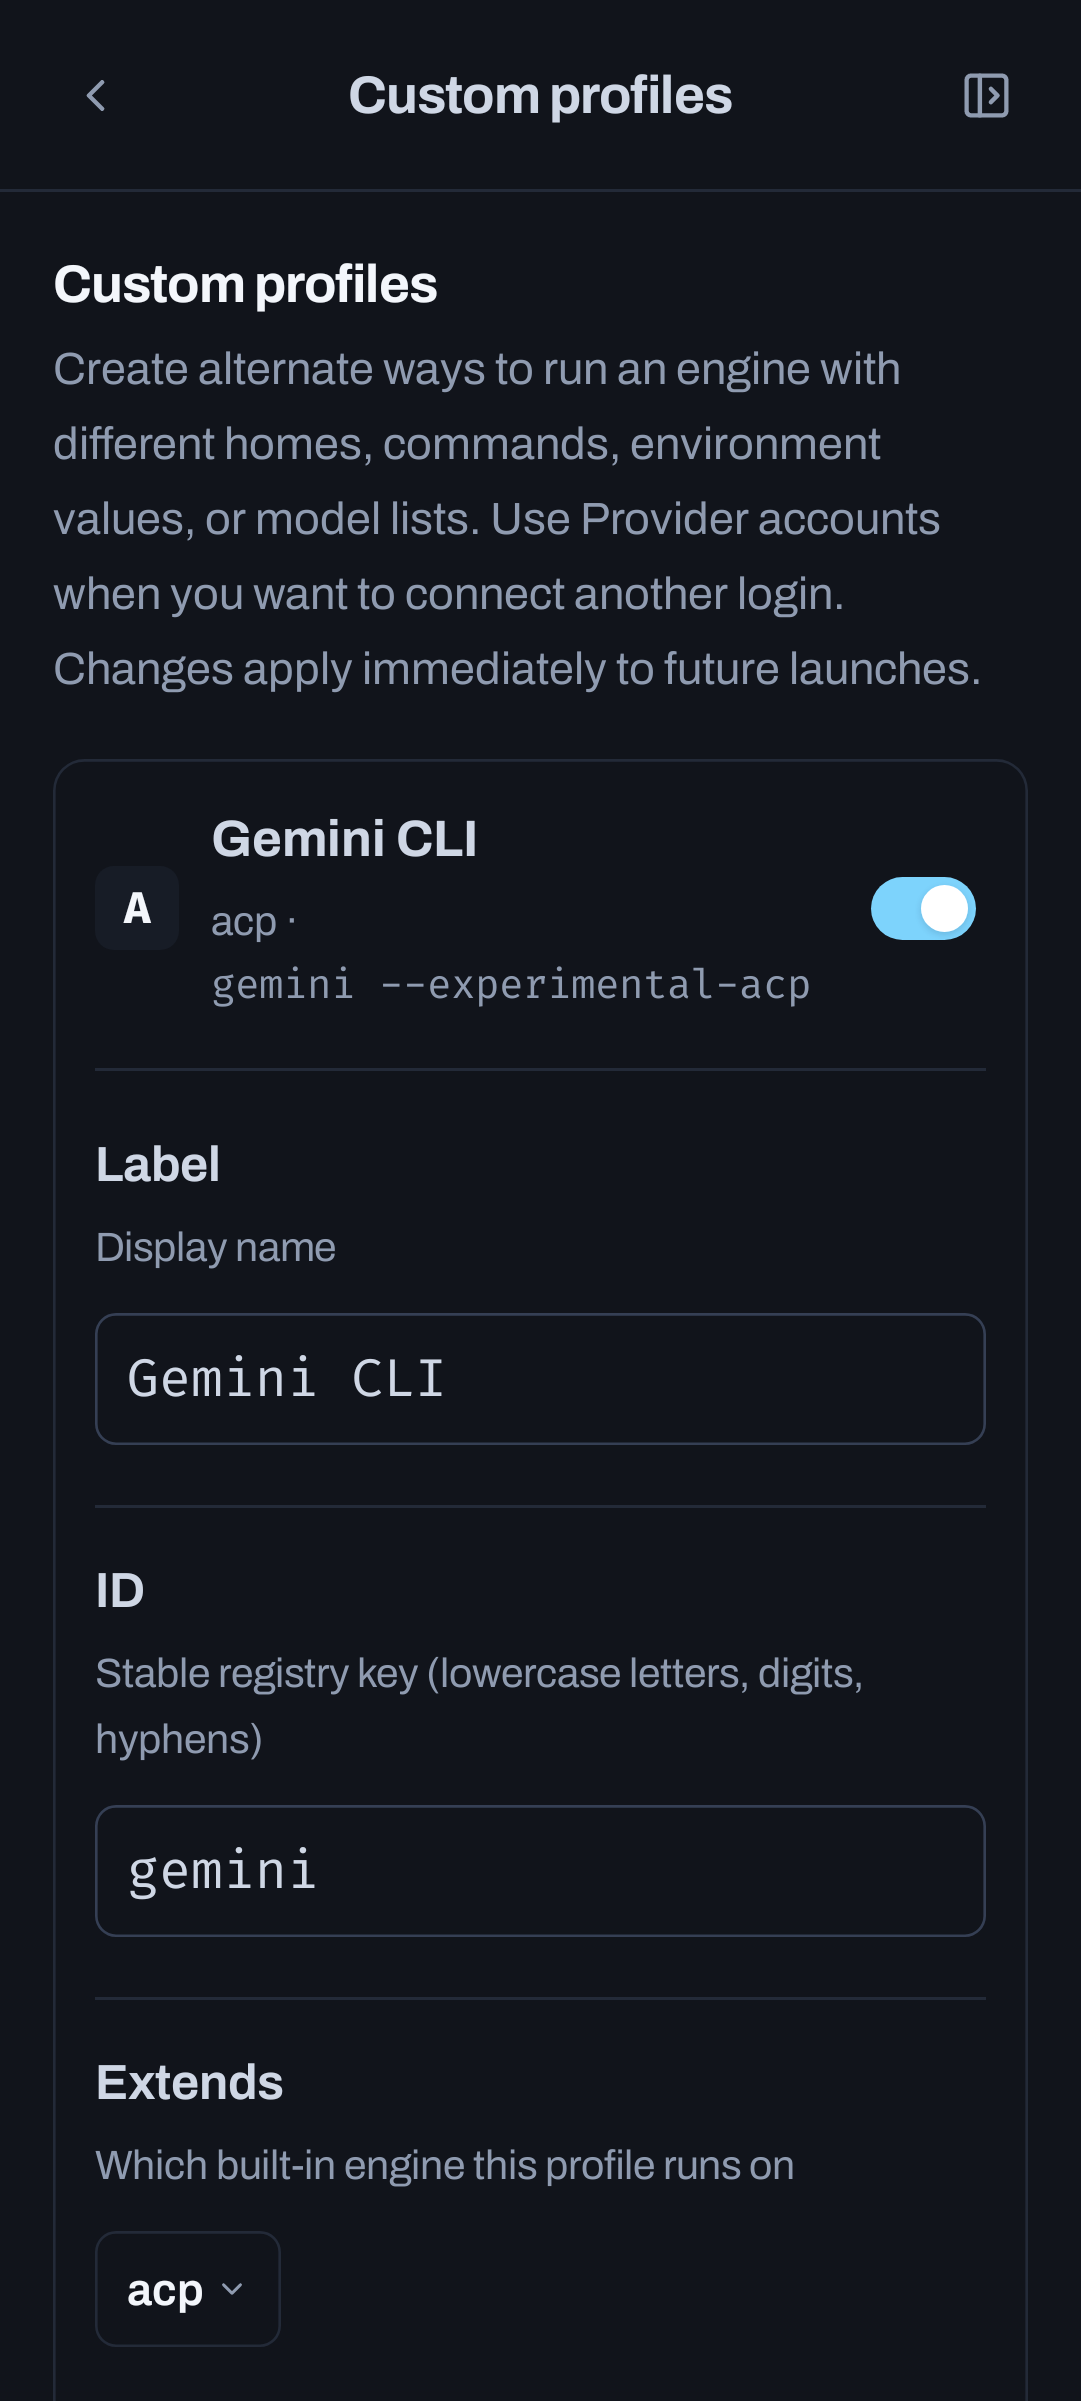 Custom profiles
Custom profiles
Create alternate ways to run an engine with
different homes, commands, environment
values, or model lists. Use Provider accounts
when you want to connect another login.
Changes apply immediately to future launches.
A
Gemini CLI
acp ·
gemini --experimental-acp
Label
Display name
Gemini CLI
ID
Stable registry key (lowercase letters, digits,
hyphens)
gemini
Extends
Which built-in engine this profile runs on
acp